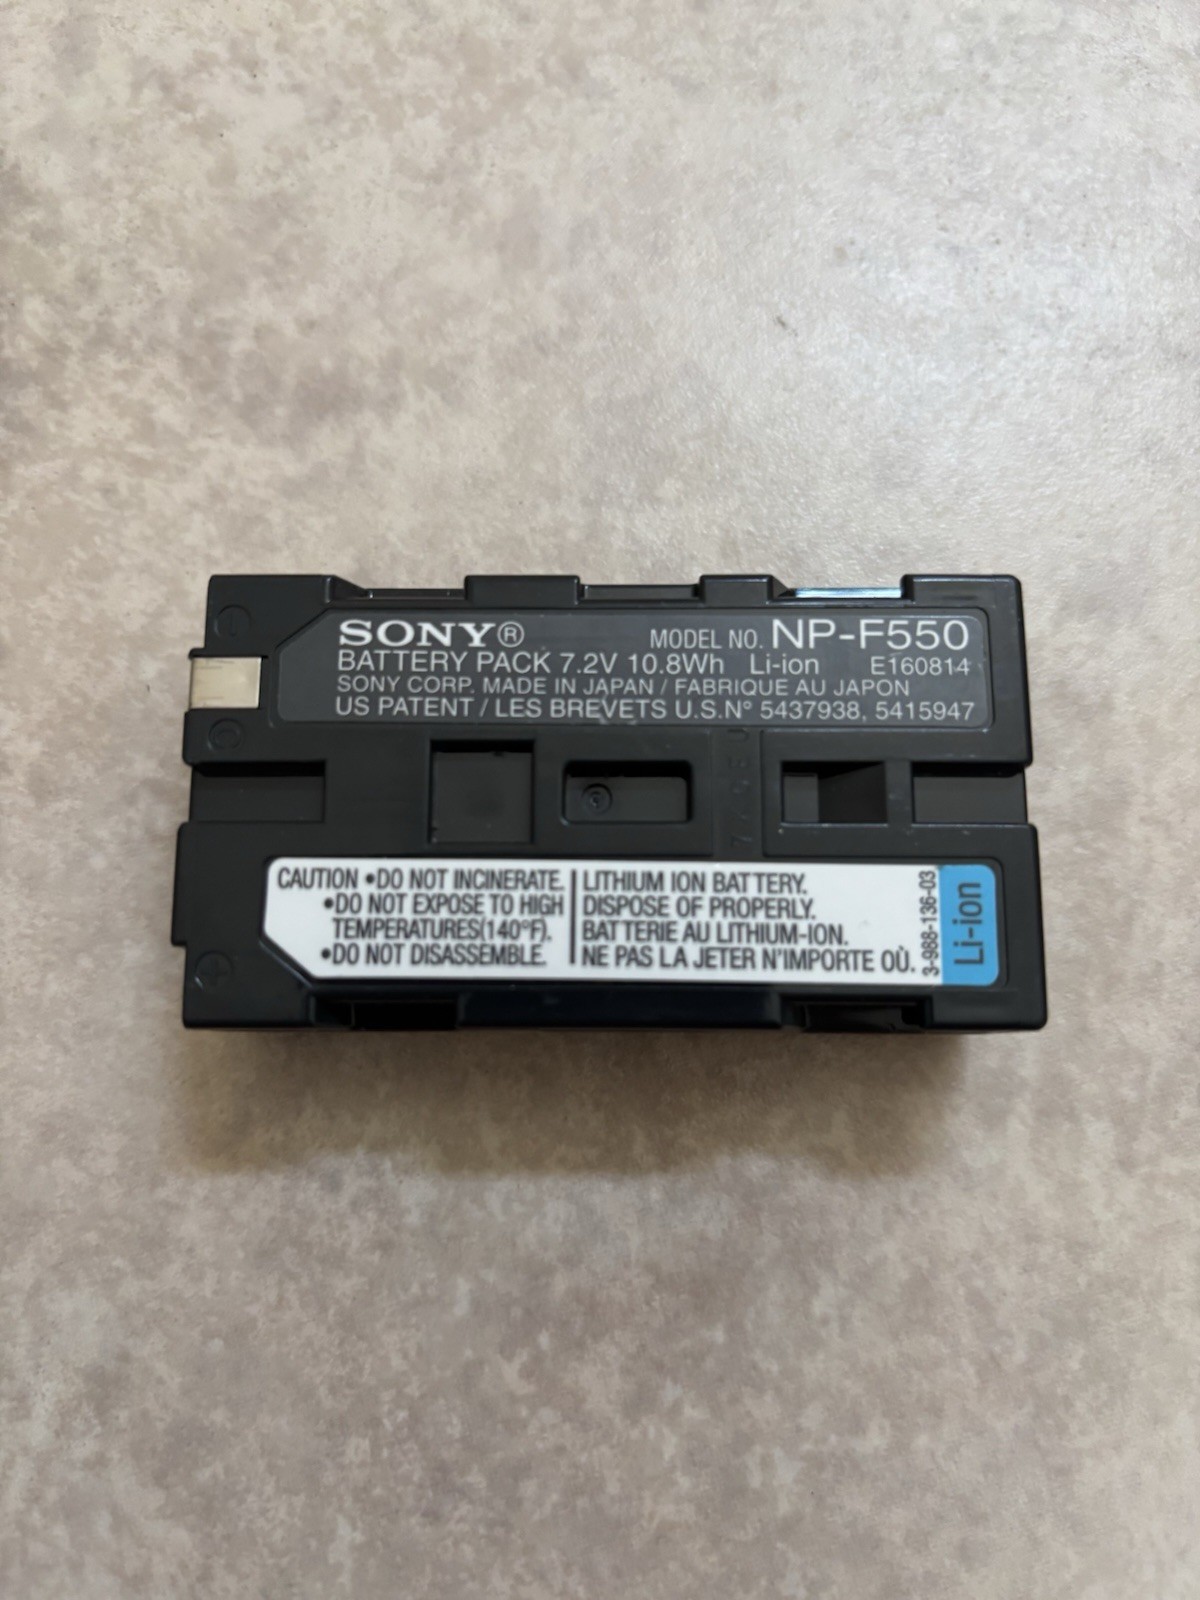 SONY®
MODEL NO. NP-F550
BATTERY PACK 7.2V 10.8Wh Li-ion E160814
SONY CORP. MADE IN JAPAN / FABRIQUE AU JAPON
US PATENT / LES BREVETS U.S.N° 5437938, 5415947
CAUTION •DO NOT INCINERATE.
•DO NOT EXPOSE TO HIGH
TEMPERATURES(140°F).
•DO NOT DISASSEMBLE.
LITHIUM ION BATTERY.
DISPOSE OF PROPERLY.
BATTERIE AU LITHIUM-ION.
NE PAS LA JETER N'IMPORTE OÙ.
3-988-136-03
Li-ion